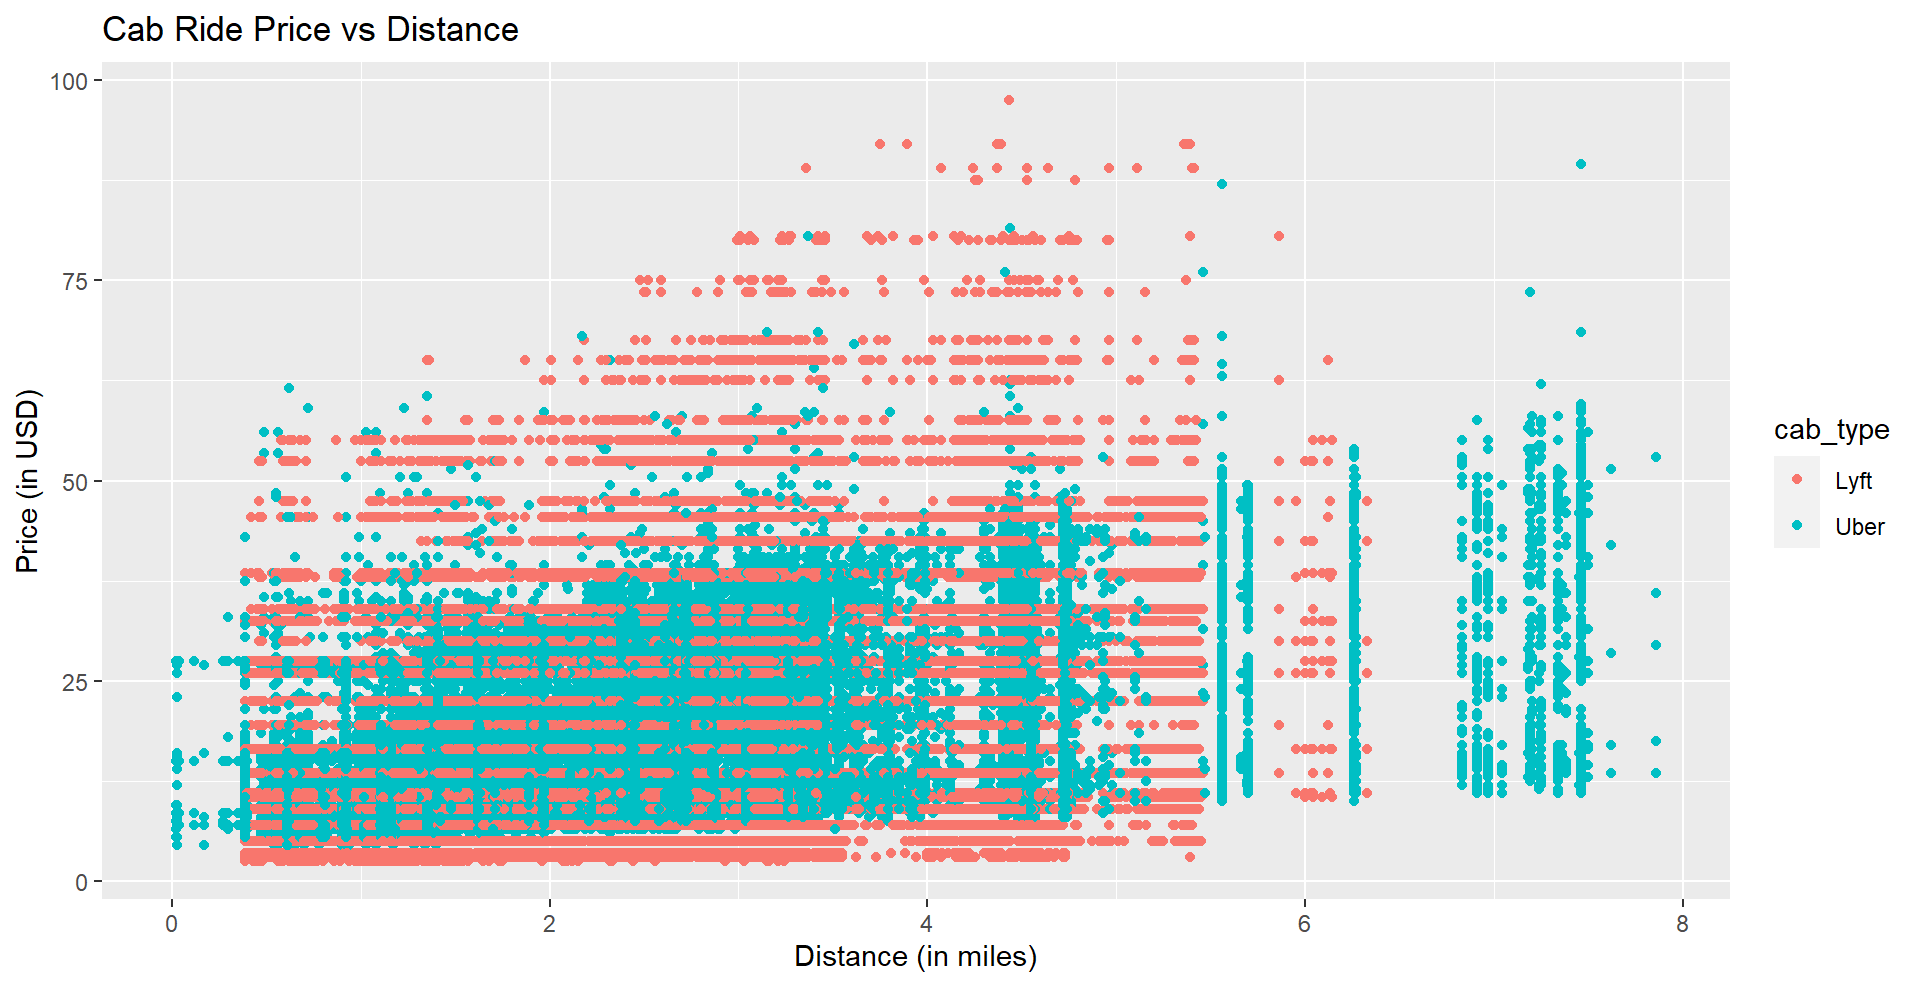 Cab Ride Price vs Distance
100
75
50
25
0
Price (in USD)
0 2 4 6 8
Distance (in miles)
cab_type
Lyft
Uber